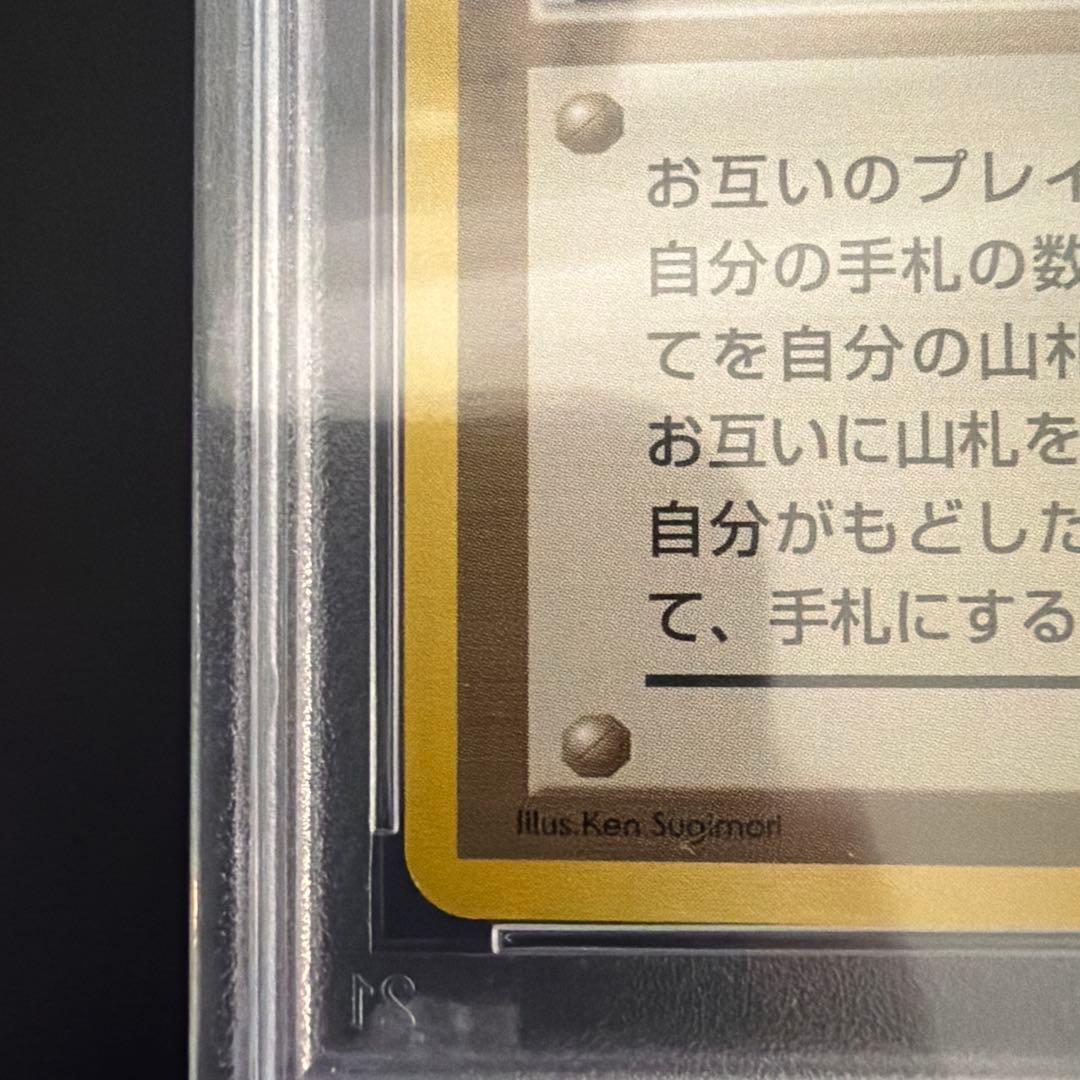 お互いのプレイ
自分の手札の数
てを自分の山札
お互いに山札を
自分がもどした
て、手札にする
Illus. Ken Sugimori